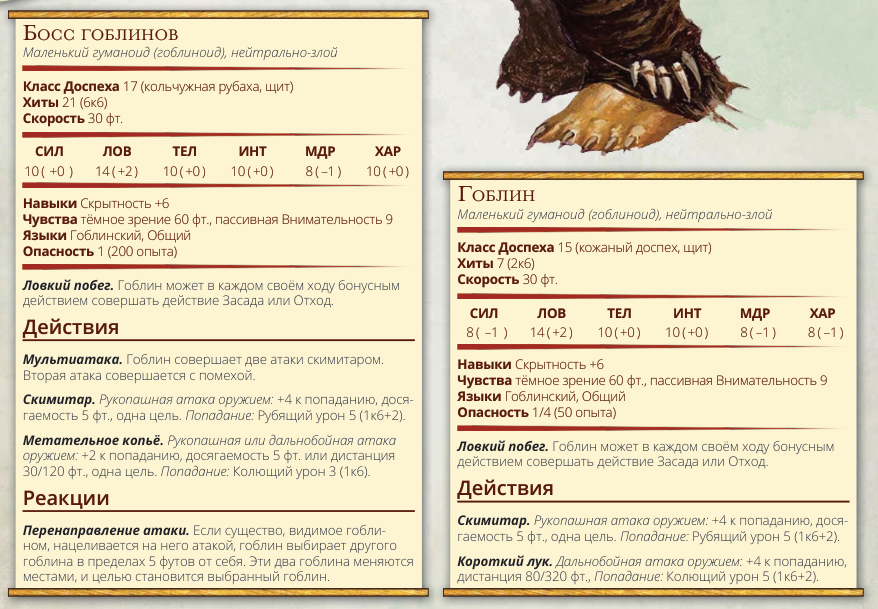 Босс гоблинов
Маленький гуманоид (гоблиноид), нейтрально-злой
Класс Доспеха 17 (кольчужная рубаха, щит)
Хиты 21 (6к6)
Скорость 30 фт.
СИЛ ЛОВ ТЕЛ ИНТ МДР ХАР
10 ( +0 ) 14 (+2) 10 (+0) 10 (+0) 8 (–1) 10 (+0)
Навыки Скрытность +6
Чувства тёмное зрение 60 фт., пассивная Внимательность 9
Языки Гоблинский, Общий
Опасность 1 (200 опыта)
Ловкий побег. Гоблин может в каждом своём ходу бонусным
действием совершать действие Засада или Отход.
Действия
Мультиатака. Гоблин совершает две атаки скимитаром.
Вторая атака совершается с помехой.
Скимитар. Рукопашная атака оружием: +4 к попаданию, дося-
гаемость 5 фт., одна цель. Попадание: Рубящий урон 5 (1к6+2).
Метательное копьё. Рукопашная или дальнобойная атака
оружием: +2 к попаданию, досягаемость 5 фт. или дистанция
30/120 фт., одна цель. Попадание: Колющий урон 3 (1к6).
Реакции
Перенаправление атаки. Если существо, видимое гобли-
ном, нацеливается на него атакой, гоблин выбирает другого
гоблина в пределах 5 футов от себя. Эти два гоблина меняются
местами, и целью становится выбранный гоблин.
Гоблин
Маленький гуманоид (гоблиноид), нейтрально-злой
Класс Доспеха 15 (кожаный доспех, щит)
Хиты 7 (2к6)
Скорость 30 фт.
СИЛ ЛОВ ТЕЛ ИНТ МДР ХАР
8 ( –1 ) 14 (+2) 10 (+0) 10 (+0) 8 (–1) 8 (–1)
Навыки Скрытность +6
Чувства тёмное зрение 60 фт., пассивная Внимательность 9
Языки Гоблинский, Общий
Опасность 1/4 (50 опыта)
Ловкий побег. Гоблин может в каждом своём ходу бонусным
действием совершать действие Засада или Отход.
Действия
Скимитар. Рукопашная атака оружием: +4 к попаданию, дося-
гаемость 5 фт., одна цель. Попадание: Рубящий урон 5 (1к6+2).
Короткий лук. Дальнобойная атака оружием: +4 к попаданию,
дистанция 80/320 фт., Попадание: Колющий урон 5 (1к6+2).